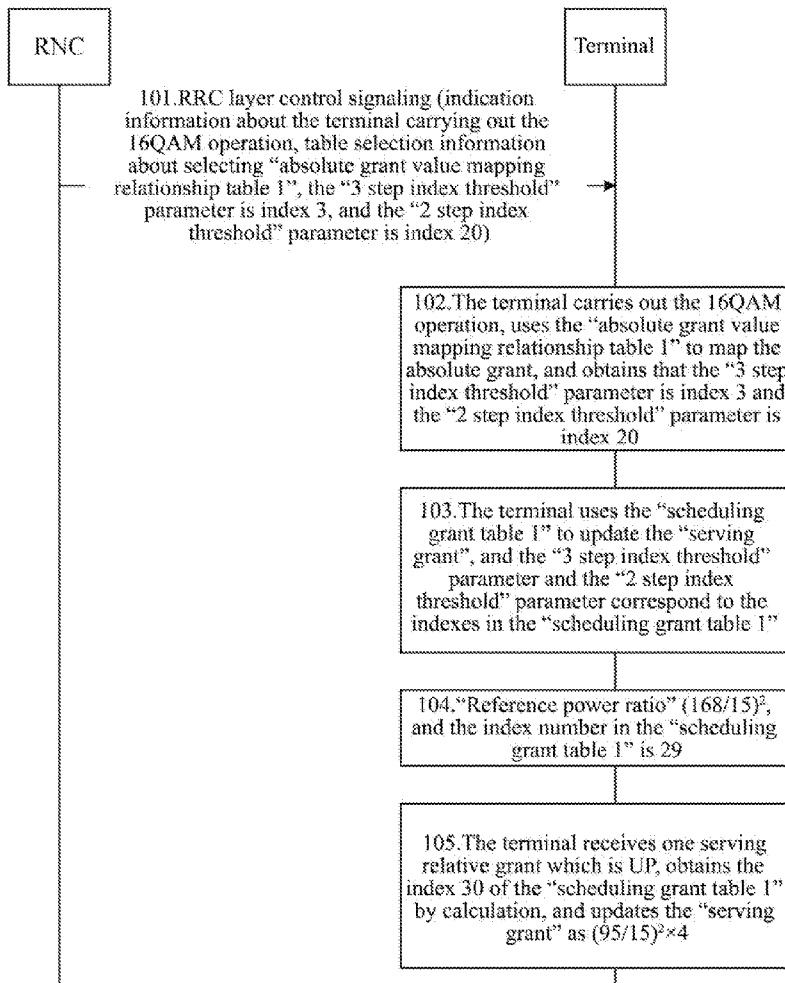 RNC
Terminal
101.RRC layer control signaling (indication
information about the terminal carrying out the
16QAM operation, table selection information
about selecting “absolute grant value mapping
relationship table 1”, the “3 step index threshold”
parameter is index 3, and the “2 step index
threshold” parameter is index 20)
102.The terminal carries out the 16QAM
operation, uses the “absolute grant value
mapping relationship table 1” to map the
absolute grant, and obtains that the “3 step
index threshold” parameter is index 3 and
the “2 step index threshold” parameter is
index 20
103.The terminal uses the “scheduling
grant table 1” to update the “serving
grant”, and the “3 step index threshold”
parameter and the “2 step index
threshold” parameter correspond to the
indexes in the “scheduling grant table 1”
104.“Reference power ratio” (168/15)²,
and the index number in the “scheduling
grant table 1” is 29
105.The terminal receives one serving
relative grant which is UP, obtains the
index 30 of the “scheduling grant table 1”
by calculation, and updates the “serving
grant” as (95/15)²×4